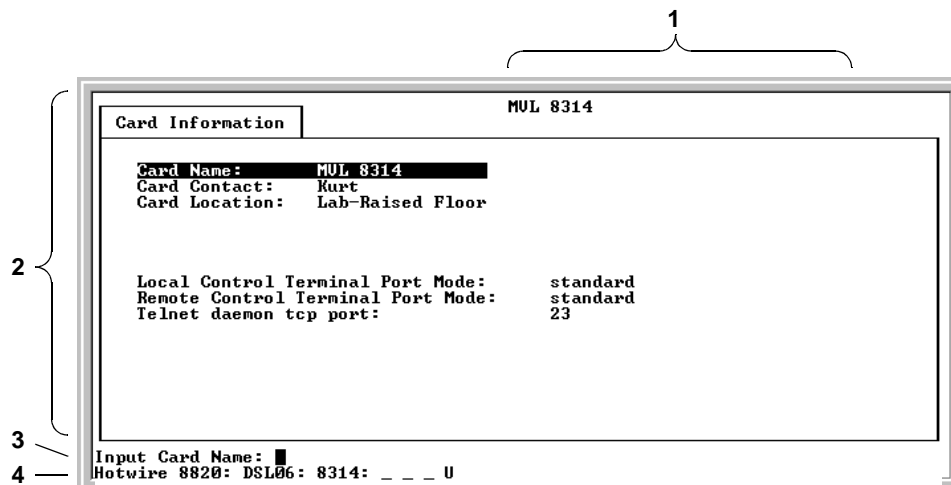 1
MVL 8314
Card Information
Card Name: MVL 8314
Card Contact: Kurt
Card Location: Lab-Raised Floor
2
Local Control Terminal Port Mode: standard
Remote Control Terminal Port Mode: standard
Telnet daemon tcp port: 23
3
Input Card Name:
4
Hotwire 8820: DSL06: 8314: _ _ _ U